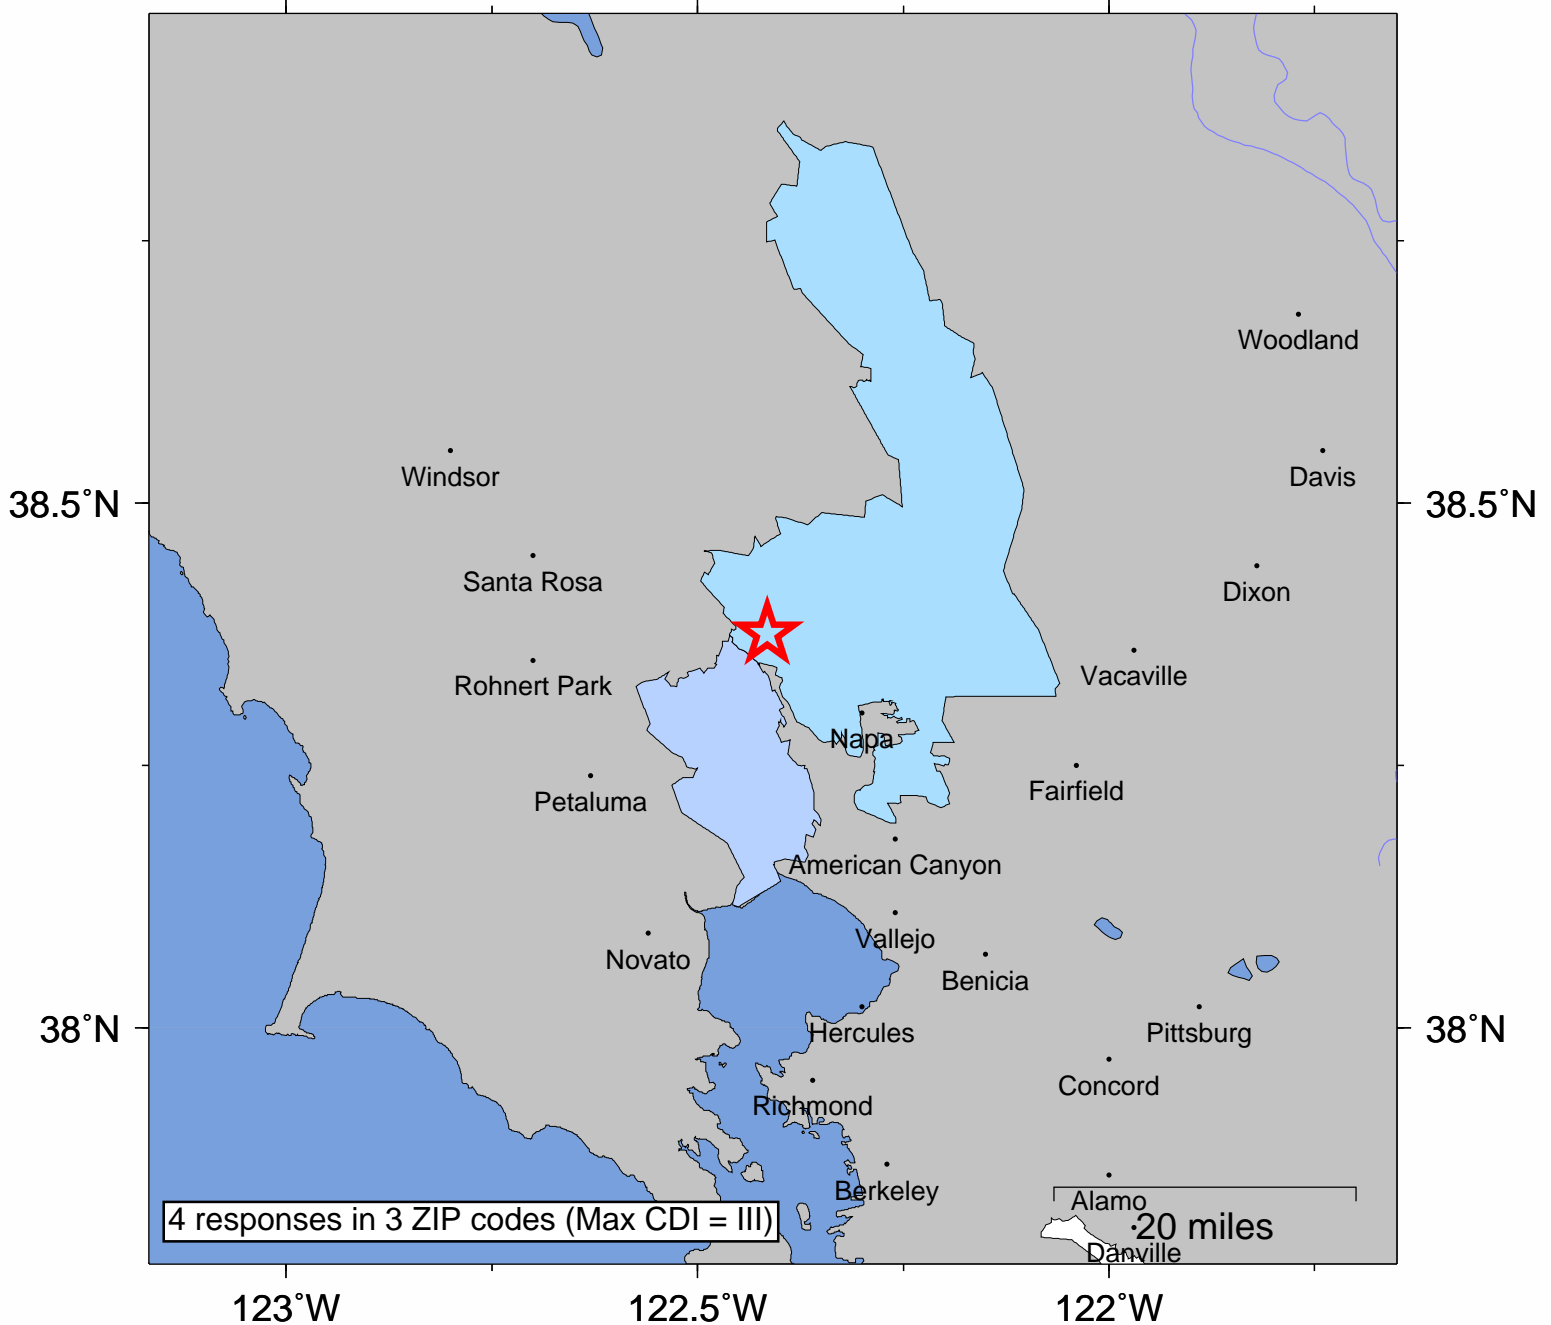 Woodland
Windsor
Davis
38.5°N
38.5°N
Santa Rosa
Dixon
Rohnert Park
Vacaville
Napa
Petaluma
Fairfield
American Canyon
Vallejo
Novato
Benicia
38°N
Hercules
Pittsburg
38°N
Concord
Richmond
Berkeley
Alamo
4 responses in 3 ZIP codes (Max CDI = III)
20 miles
Danville
123°W
122.5°W
122°W